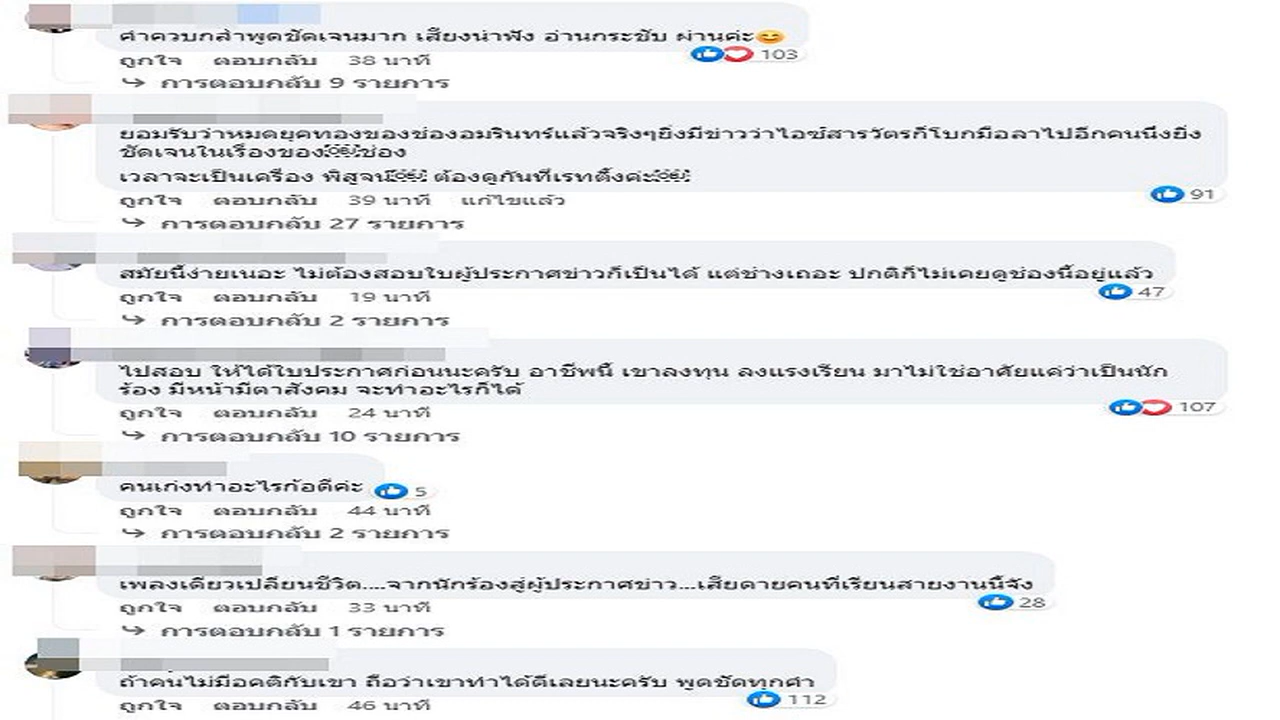 คำควบกล้ำพูดชัดเจนมาก เสียงน่าฟัง อ่านกระชับ ผ่านค่ะ😊
103
ถูกใจ ตอบกลับ 38 นาที
การตอบกลับ 9 รายการ
ยอมรับว่าหมดยุคทองของช่องอมรินทร์แล้วจริงๆยิ่งมีข่าวว่าไอซ์สารวัตรก็โบกมือลาไปอีกคนนึงยิ่ง
ชัดเจนในเรื่องของ￼ช่อง
เวลาจะเป็นเครื่อง พิสูจน์￼ ต้องดูกันที่เรทติ้งค่ะ￼
91
ถูกใจ ตอบกลับ 39 นาที แก้ไขแล้ว
การตอบกลับ 27 รายการ
สมัยนี้ง่ายเนอะ ไม่ต้องสอบใบผู้ประกาศข่าวก็เป็นได้ แต่ช่างเถอะ ปกติก็ไม่เคยดูช่องนี้อยู่แล้ว
47
ถูกใจ ตอบกลับ 19 นาที
การตอบกลับ 2 รายการ
ไปสอบ ให้ได้ใบประกาศก่อนนะครับ อาชีพนี้ เขาลงทุน ลงแรงเรียน มาไม่ใช่อาศัยแค่ว่าเป็นนัก
ร้อง มีหน้ามีตาสังคม จะทำอะไรก็ได้
107
ถูกใจ ตอบกลับ 24 นาที
การตอบกลับ 10 รายการ
คนเก่งทำอะไรก้อดีค่ะ
5
ถูกใจ ตอบกลับ 44 นาที
การตอบกลับ 2 รายการ
เพลงเดียวเปลี่ยนชีวิต....จากนักร้องสู่ผู้ประกาศข่าว...เสียดายคนที่เรียนสายงานนี้จัง
28
ถูกใจ ตอบกลับ 33 นาที
การตอบกลับ 1 รายการ
ถ้าคนไม่มีอคติกับเขา ถือว่าเขาทำได้ดีเลยนะครับ พูดชัดทุกคำ
112
ถูกใจ ตอบกลับ 46 นาที